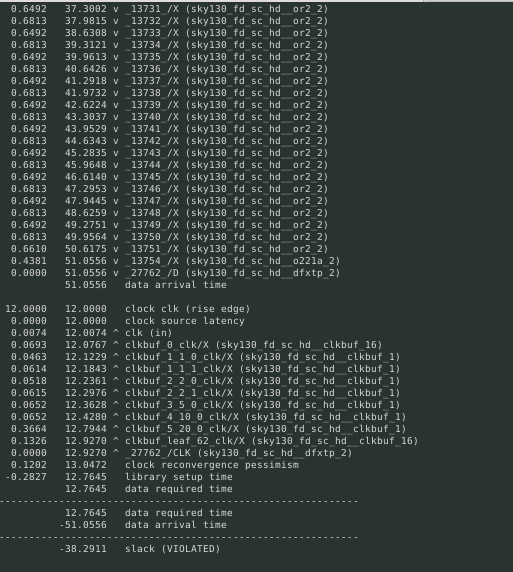 0.6492 37.3002 v _13731_/X (sky130_fd_sc_hd__or2_2)
0.6813 37.9815 v _13732_/X (sky130_fd_sc_hd__or2_2)
0.6492 38.6308 v _13733_/X (sky130_fd_sc_hd__or2_2)
0.6813 39.3121 v _13734_/X (sky130_fd_sc_hd__or2_2)
0.6492 39.9613 v _13735_/X (sky130_fd_sc_hd__or2_2)
0.6813 40.6426 v _13736_/X (sky130_fd_sc_hd__or2_2)
0.6492 41.2918 v _13737_/X (sky130_fd_sc_hd__or2_2)
0.6813 41.9732 v _13738_/X (sky130_fd_sc_hd__or2_2)
0.6492 42.6224 v _13739_/X (sky130_fd_sc_hd__or2_2)
0.6813 43.3037 v _13740_/X (sky130_fd_sc_hd__or2_2)
0.6492 43.9529 v _13741_/X (sky130_fd_sc_hd__or2_2)
0.6813 44.6343 v _13742_/X (sky130_fd_sc_hd__or2_2)
0.6492 45.2835 v _13743_/X (sky130_fd_sc_hd__or2_2)
0.6813 45.9648 v _13744_/X (sky130_fd_sc_hd__or2_2)
0.6492 46.6140 v _13745_/X (sky130_fd_sc_hd__or2_2)
0.6813 47.2953 v _13746_/X (sky130_fd_sc_hd__or2_2)
0.6492 47.9445 v _13747_/X (sky130_fd_sc_hd__or2_2)
0.6813 48.6259 v _13748_/X (sky130_fd_sc_hd__or2_2)
0.6492 49.2751 v _13749_/X (sky130_fd_sc_hd__or2_2)
0.6813 49.9564 v _13750_/X (sky130_fd_sc_hd__or2_2)
0.6610 50.6175 v _13751_/X (sky130_fd_sc_hd__or2_2)
0.4381 51.0556 v _13754_/X (sky130_fd_sc_hd__o221a_2)
0.0000 51.0556 v _27762_/D (sky130_fd_sc_hd__dfxtp_2)
51.0556 data arrival time
12.0000 12.0000 clock clk (rise edge)
0.0000 12.0000 clock source latency
0.0074 12.0074 ^ clk (in)
0.0693 12.0767 ^ clkbuf_0_clk/X (sky130_fd_sc_hd__clkbuf_16)
0.0463 12.1229 ^ clkbuf_1_1_0_clk/X (sky130_fd_sc_hd__clkbuf_1)
0.0614 12.1843 ^ clkbuf_1_1_1_clk/X (sky130_fd_sc_hd__clkbuf_1)
0.0518 12.2361 ^ clkbuf_2_2_0_clk/X (sky130_fd_sc_hd__clkbuf_1)
0.0615 12.2976 ^ clkbuf_2_2_1_clk/X (sky130_fd_sc_hd__clkbuf_1)
0.0652 12.3628 ^ clkbuf_3_5_0_clk/X (sky130_fd_sc_hd__clkbuf_1)
0.0652 12.4280 ^ clkbuf_4_10_0_clk/X (sky130_fd_sc_hd__clkbuf_1)
0.3664 12.7944 ^ clkbuf_5_20_0_clk/X (sky130_fd_sc_hd__clkbuf_1)
0.1326 12.9270 ^ clkbuf_leaf_62_clk/X (sky130_fd_sc_hd__clkbuf_16)
0.0000 12.9270 ^ _27762_/CLK (sky130_fd_sc_hd__dfxtp_2)
0.1202 13.0472 clock reconvergence pessimism
-0.2827 12.7645 library setup time
12.7645 data required time
---------------------------------------------------------
12.7645 data required time
-51.0556 data arrival time
---------------------------------------------------------
-38.2911 slack (VIOLATED)